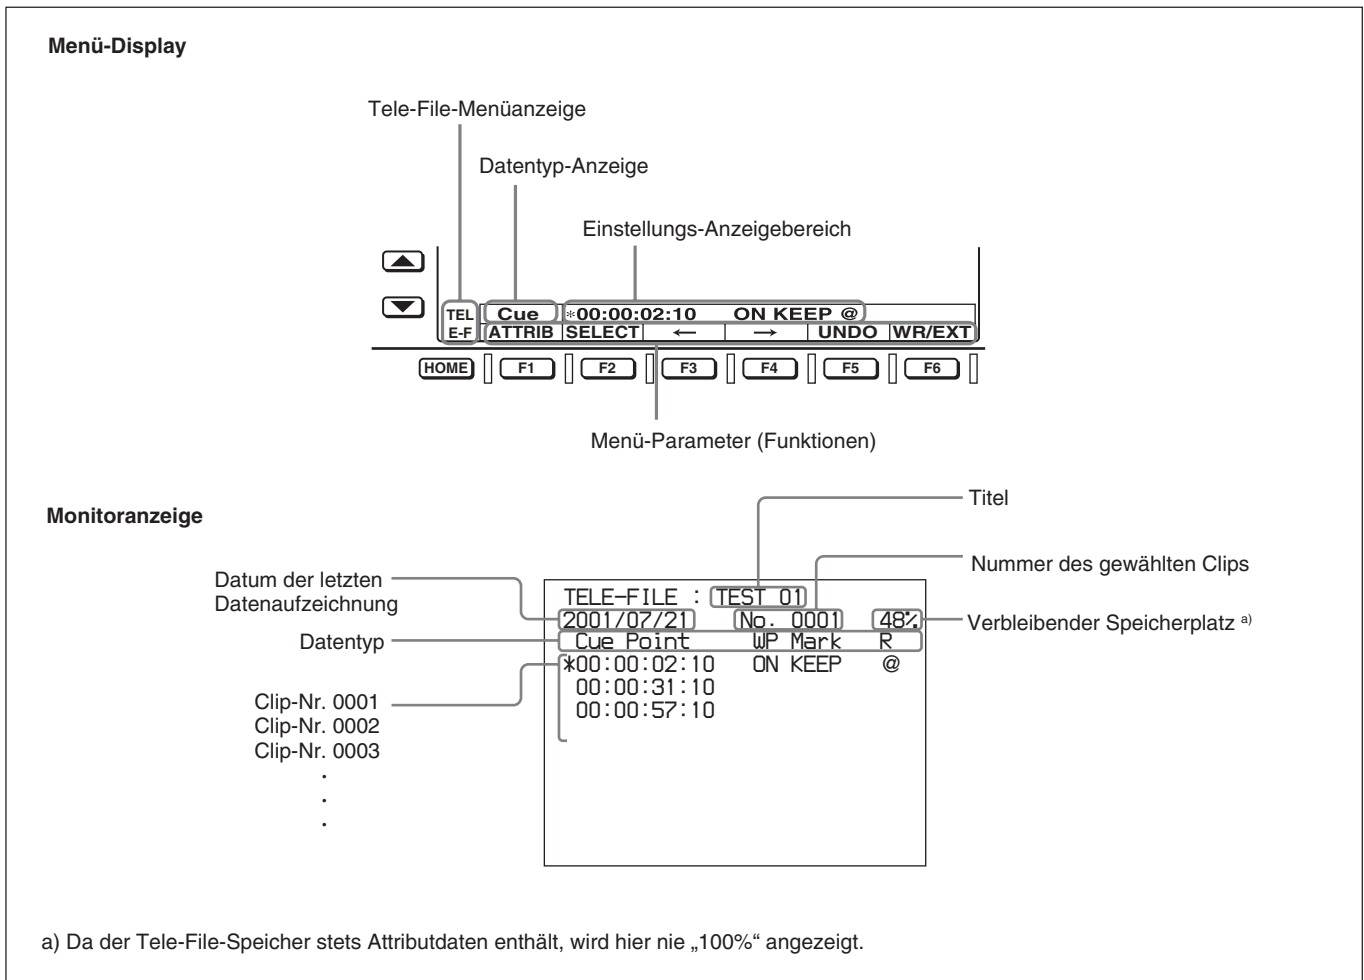 Menü-Display
Tele-File-Menüanzeige
Datentyp-Anzeige
Einstellungs-Anzeigebereich
TEL Cue *00:00:02:10 ON KEEP @
E-F ATTRIB SELECT ← → UNDO WR/EXT
HOME F1 F2 F3 F4 F5 F6
Menü-Parameter (Funktionen)
Monitoranzeige
Titel
Nummer des gewählten Clips
Verbleibender Speicherplatz a)
Datum der letzten
Datenaufzeichnung
Datentyp
Clip-Nr. 0001
Clip-Nr. 0002
Clip-Nr. 0003
.
.
.
TELE-FILE : TEST 01
2001/07/21 No. 0001 48%
Cue Point WP Mark R
*00:00:02:10 ON KEEP @
00:00:31:10
00:00:57:10
a) Da der Tele-File-Speicher stets Attributdaten enthält, wird hier nie „100%“ angezeigt.